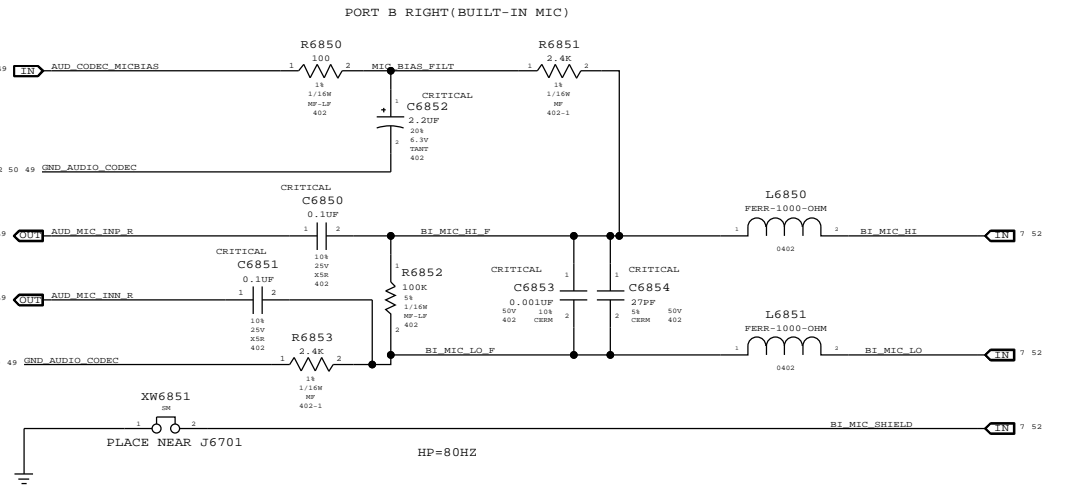 PORT B RIGHT(BUILT-IN MIC)
R6850
100
1%
1/16W
MF-LF
402
R6851
2.4K
1%
1/16W
MF
402-1
IN
AUD_CODEC_MICBIAS
1
2
MIC_BIAS_FILT
1
2
CRITICAL
1
+
C6852
2.2UF
20%
6.3V
TANT
402
2
50 49
GND_AUDIO_CODEC
CRITICAL
C6850
0.1UF
10%
25V
X5R
402
L6850
FERR-1000-OHM
0402
OUT
AUD_MIC_INP_R
1
2
BI_MIC_HI_F
1
2
BI_MIC_HI
IN
7 52
CRITICAL
C6851
0.1UF
10%
25V
X5R
402
1
R6852
100K
5%
1/16W
MF-LF
402
2
CRITICAL
1
C6853
0.001UF
50V
10%
402
CERM
2
CRITICAL
1
C6854
27PF
5%
50V
CERM
402
2
OUT
AUD_MIC_INN_R
1
2
L6851
FERR-1000-OHM
0402
R6853
2.4K
1%
1/16W
MF
402-1
49
GND_AUDIO_CODEC
1
2
BI_MIC_LO_F
1
2
BI_MIC_LO
IN
7 52
XW6851
SM
1
2
BI_MIC_SHIELD
IN
7 52
PLACE NEAR J6701
HP=80HZ